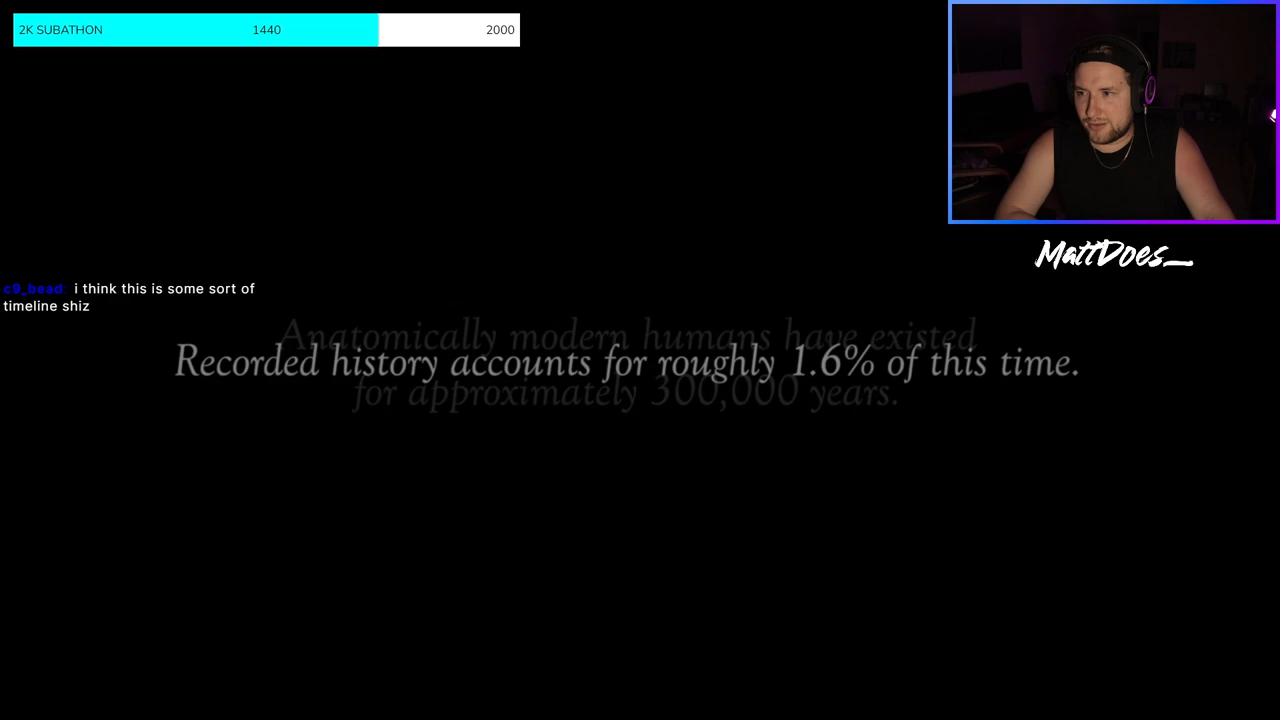 2K SUBATHON 1440 2000
MattDoes_
c9_bead: i think this is some sort of
timeline shiz
Anatomically modern humans have existed
Recorded history accounts for roughly 1.6% of this time.
for approximately 300,000 years.